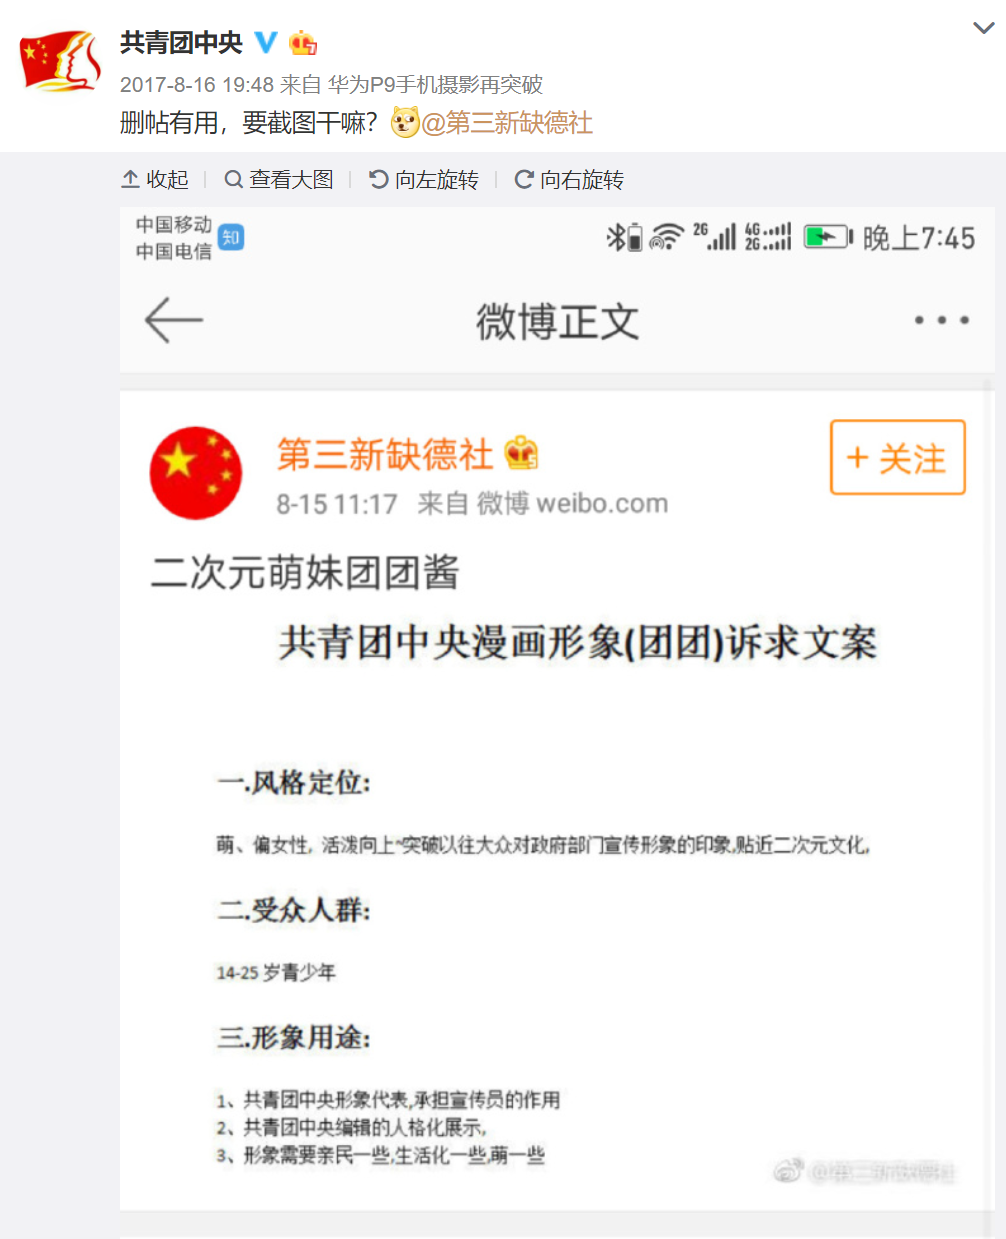 共青团中央
2017-8-16 19:48 来自 华为P9手机摄影再突破
删帖有用，要截图干嘛？@第三新缺德社
收起 查看大图 向左旋转 向右旋转
中国移动
中国电信
知
2G 4G 2G 晚上7:45
微博正文
第三新缺德社
+ 关注
8-15 11:17 来自 微博 weibo.com
二次元萌妹团团酱
共青团中央漫画形象(团团)诉求文案
一.风格定位:
萌、偏女性, 活泼向上"突破以往大众对政府部门宣传形象的印象,贴近二次元文化,
二.受众人群:
14-25 岁青少年
三.形象用途:
1、共青团中央形象代表,承担宣传员的作用
2、共青团中央编辑的人格化展示,
3、形象需要亲民一些,生活化一些,萌一些
@第三新缺德社